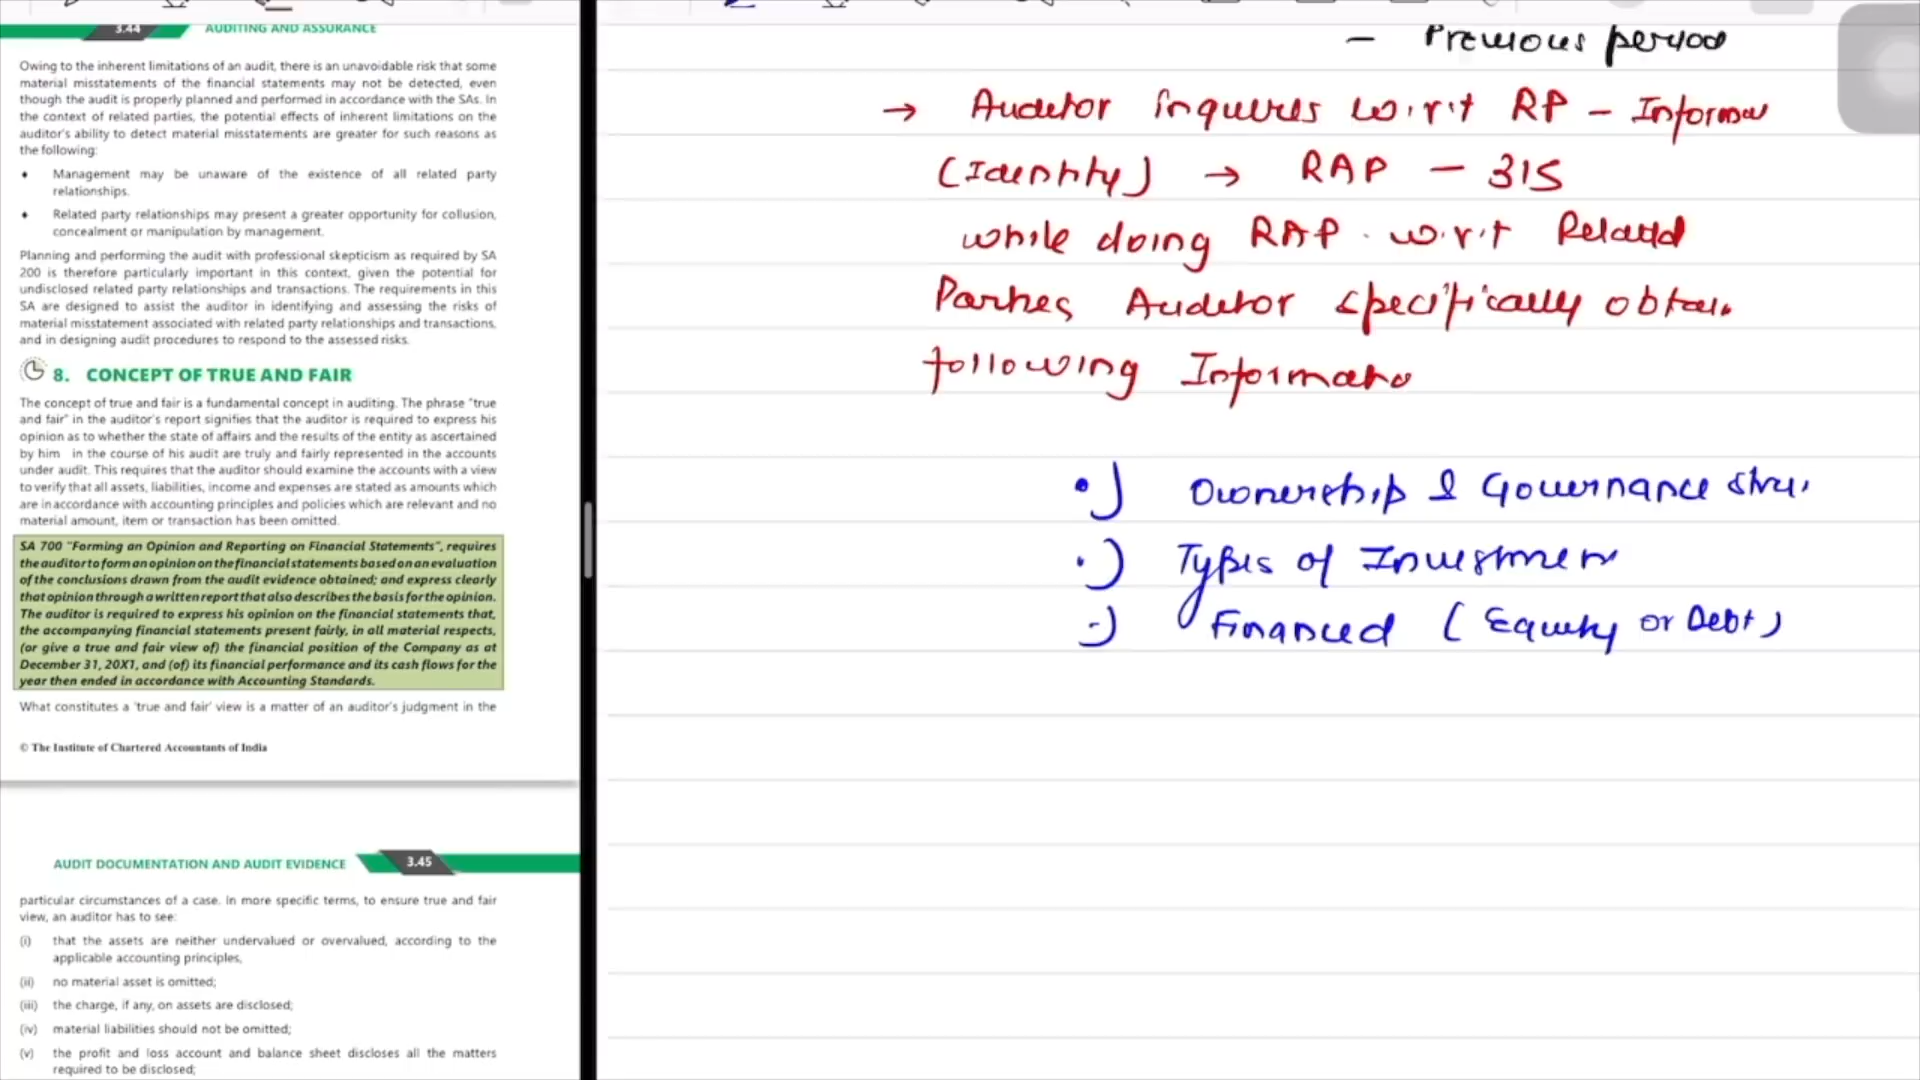 3.44 AUDITING AND ASSURANCE
Owing to the inherent limitations of an audit, there is an unavoidable risk that some
material misstatements of the financial statements may not be detected, even
though the audit is properly planned and performed in accordance with the SAs. In
the context of related parties, the potential effects of inherent limitations on the
auditor's ability to detect material misstatements are greater for such reasons as
the following:
• Management may be unaware of the existence of all related party
relationships.
• Related party relationships may present a greater opportunity for collusion,
concealment or manipulation by management.
Planning and performing the audit with professional skepticism as required by SA
200 is therefore particularly important in this context, given the potential for
undisclosed related party relationships and transactions. The requirements in this
SA are designed to assist the auditor in identifying and assessing the risks of
material misstatement associated with related party relationships and transactions,
and in designing audit procedures to respond to the assessed risks.
8. CONCEPT OF TRUE AND FAIR
The concept of true and fair is a fundamental concept in auditing. The phrase "true
and fair" in the auditor's report signifies that the auditor is required to express his
opinion as to whether the state of affairs and the results of the entity as ascertained
by him in the course of his audit are truly and fairly represented in the accounts
under audit. This requires that the auditor should examine the accounts with a view
to verify that all assets, liabilities, income and expenses are stated as amounts which
are in accordance with accounting principles and policies which are relevant and no
material amount, item or transaction has been omitted.
SA 700 "Forming an Opinion and Reporting on Financial Statements", requires
the auditor to form an opinion on the financial statements based on an evaluation
of the conclusions drawn from the audit evidence obtained; and express clearly
that opinion through a written report that also describes the basis for the opinion.
The auditor is required to express his opinion on the financial statements that,
the accompanying financial statements present fairly, in all material respects,
(or give a true and fair view of) the financial position of the Company as at
December 31, 20X1, and (of) its financial performance and its cash flows for the
year then ended in accordance with Accounting Standards.
What constitutes a 'true and fair' view is a matter of an auditor's judgment in the
© The Institute of Chartered Accountants of India
AUDIT DOCUMENTATION AND AUDIT EVIDENCE 3.45
particular circumstances of a case. In more specific terms, to ensure true and fair
view, an auditor has to see:
(i) that the assets are neither undervalued or overvalued, according to the
applicable accounting principles,
(ii) no material asset is omitted;
(iii) the charge, if any, on assets are disclosed;
(iv) material liabilities should not be omitted;
(v) the profit and loss account and balance sheet discloses all the matters
required to be disclosed;
– Previous period
→ Auditor inquires w.r.t RP – Informa
(Identity) → RAP – 315
while doing RAP. w.r.t Related
Parties Auditor specifically obtai
following Informatio
•) Ownership & Governance stru
•) Types of Investmen
-) Financed (Equity or Debt)